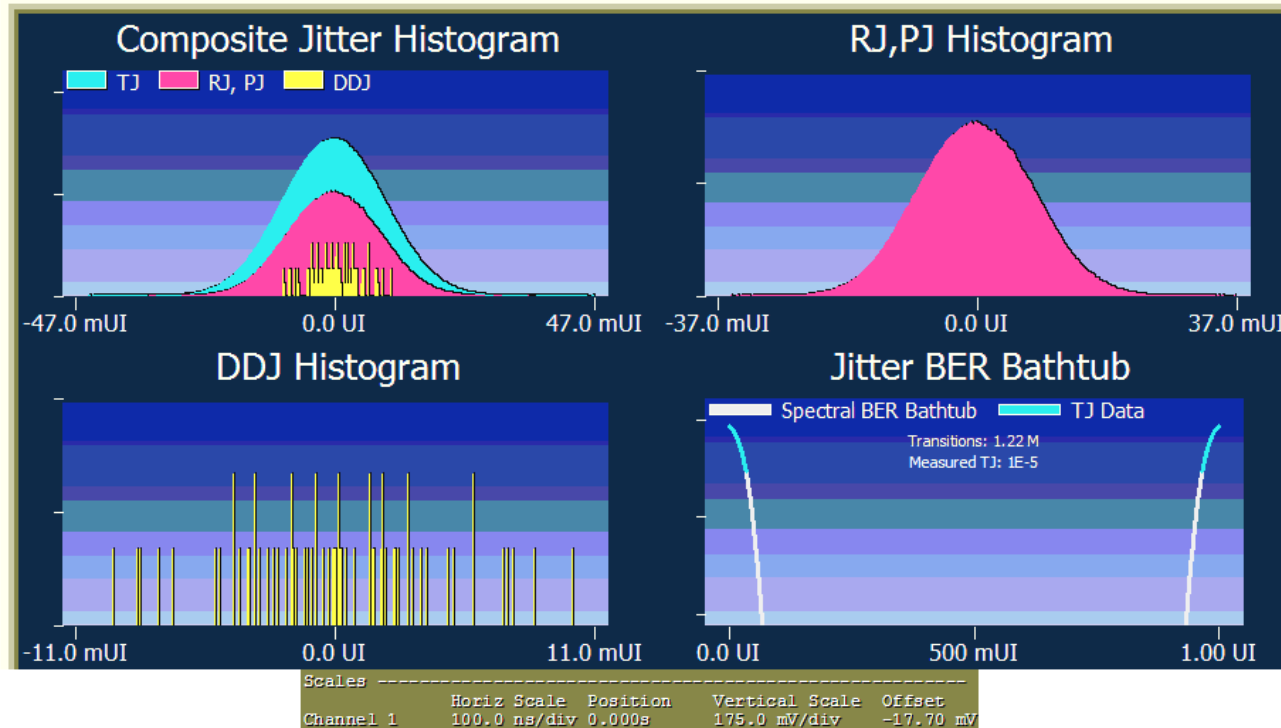 Composite Jitter Histogram
TJ RJ, PJ DDJ
-47.0 mUI 0.0 UI 47.0 mUI
RJ,PJ Histogram
-37.0 mUI 0.0 UI 37.0 mUI
DDJ Histogram
-11.0 mUI 0.0 UI 11.0 mUI
Jitter BER Bathtub
Spectral BER Bathtub TJ Data
Transitions: 1.22 M
Measured TJ: 1E-5
0.0 UI 500 mUI 1.00 UI
Scales ----------------------------------------------------------
Horiz Scale Position Vertical Scale Offset
Channel 1 100.0 ns/div 0.000s 175.0 mV/div -17.70 mV